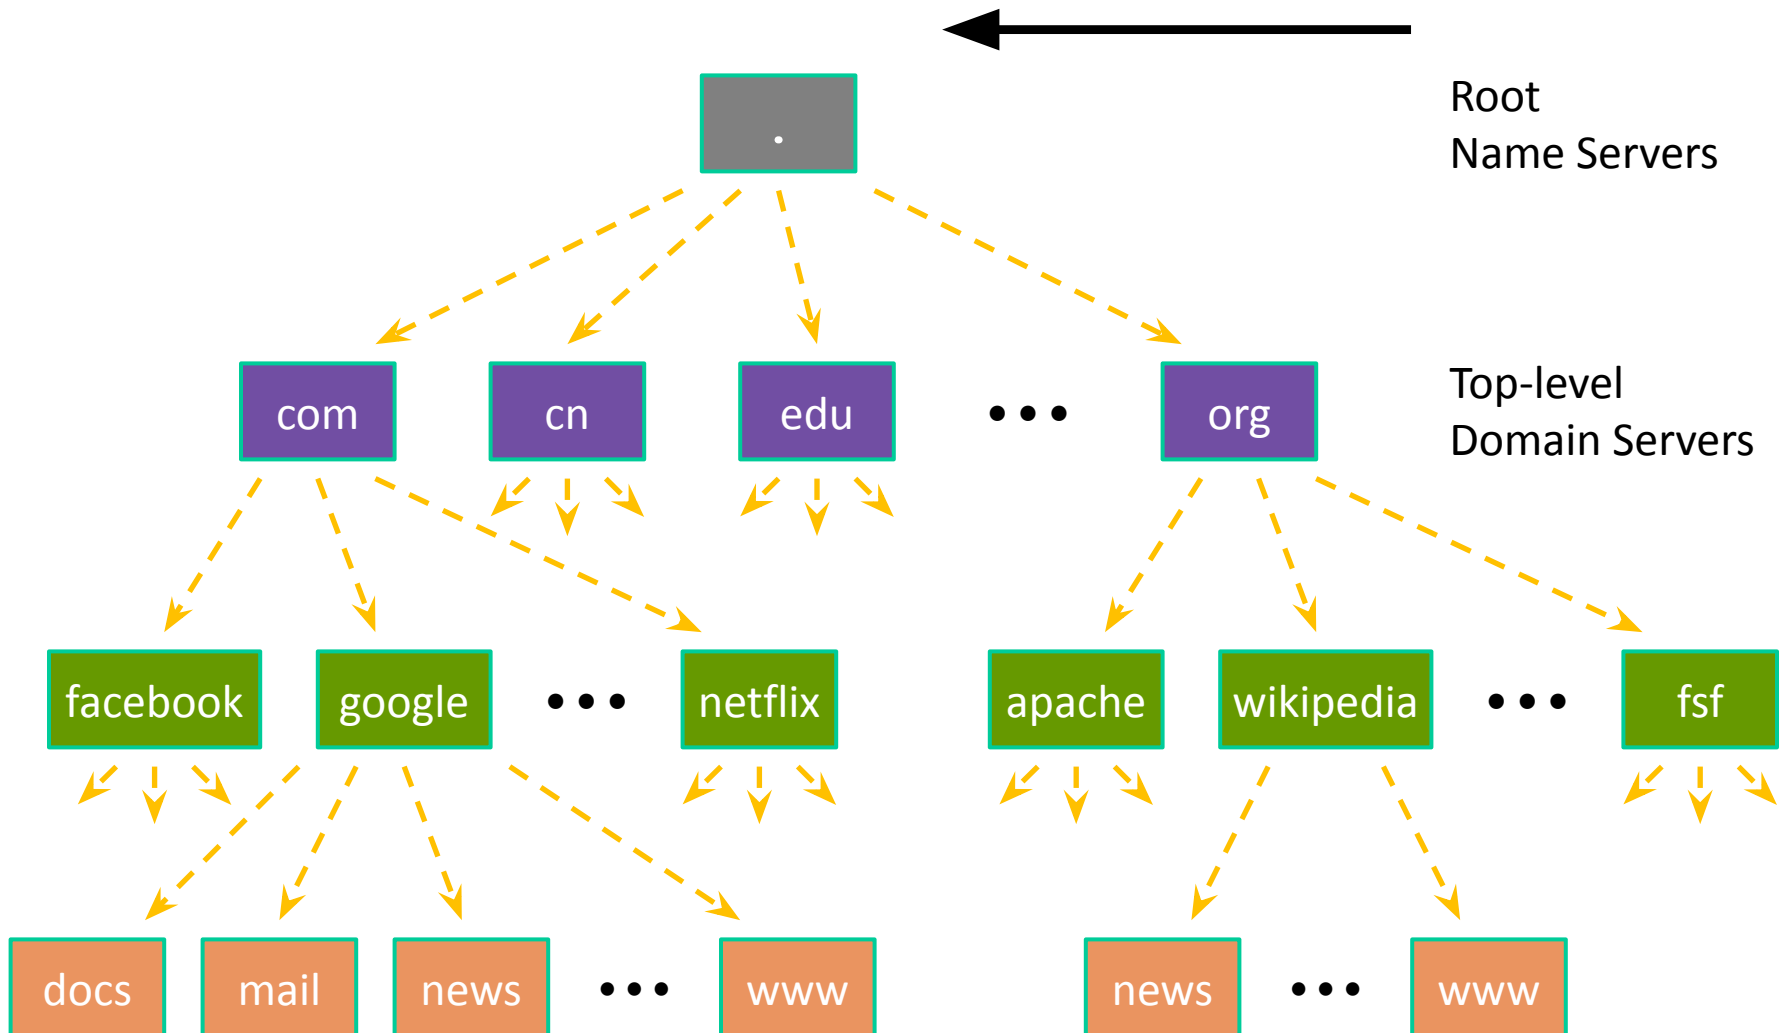 .
Root
Name Servers
com cn edu ••• org
Top-level
Domain Servers
facebook google ••• netflix apache wikipedia ••• fsf
docs mail news ••• www news ••• www